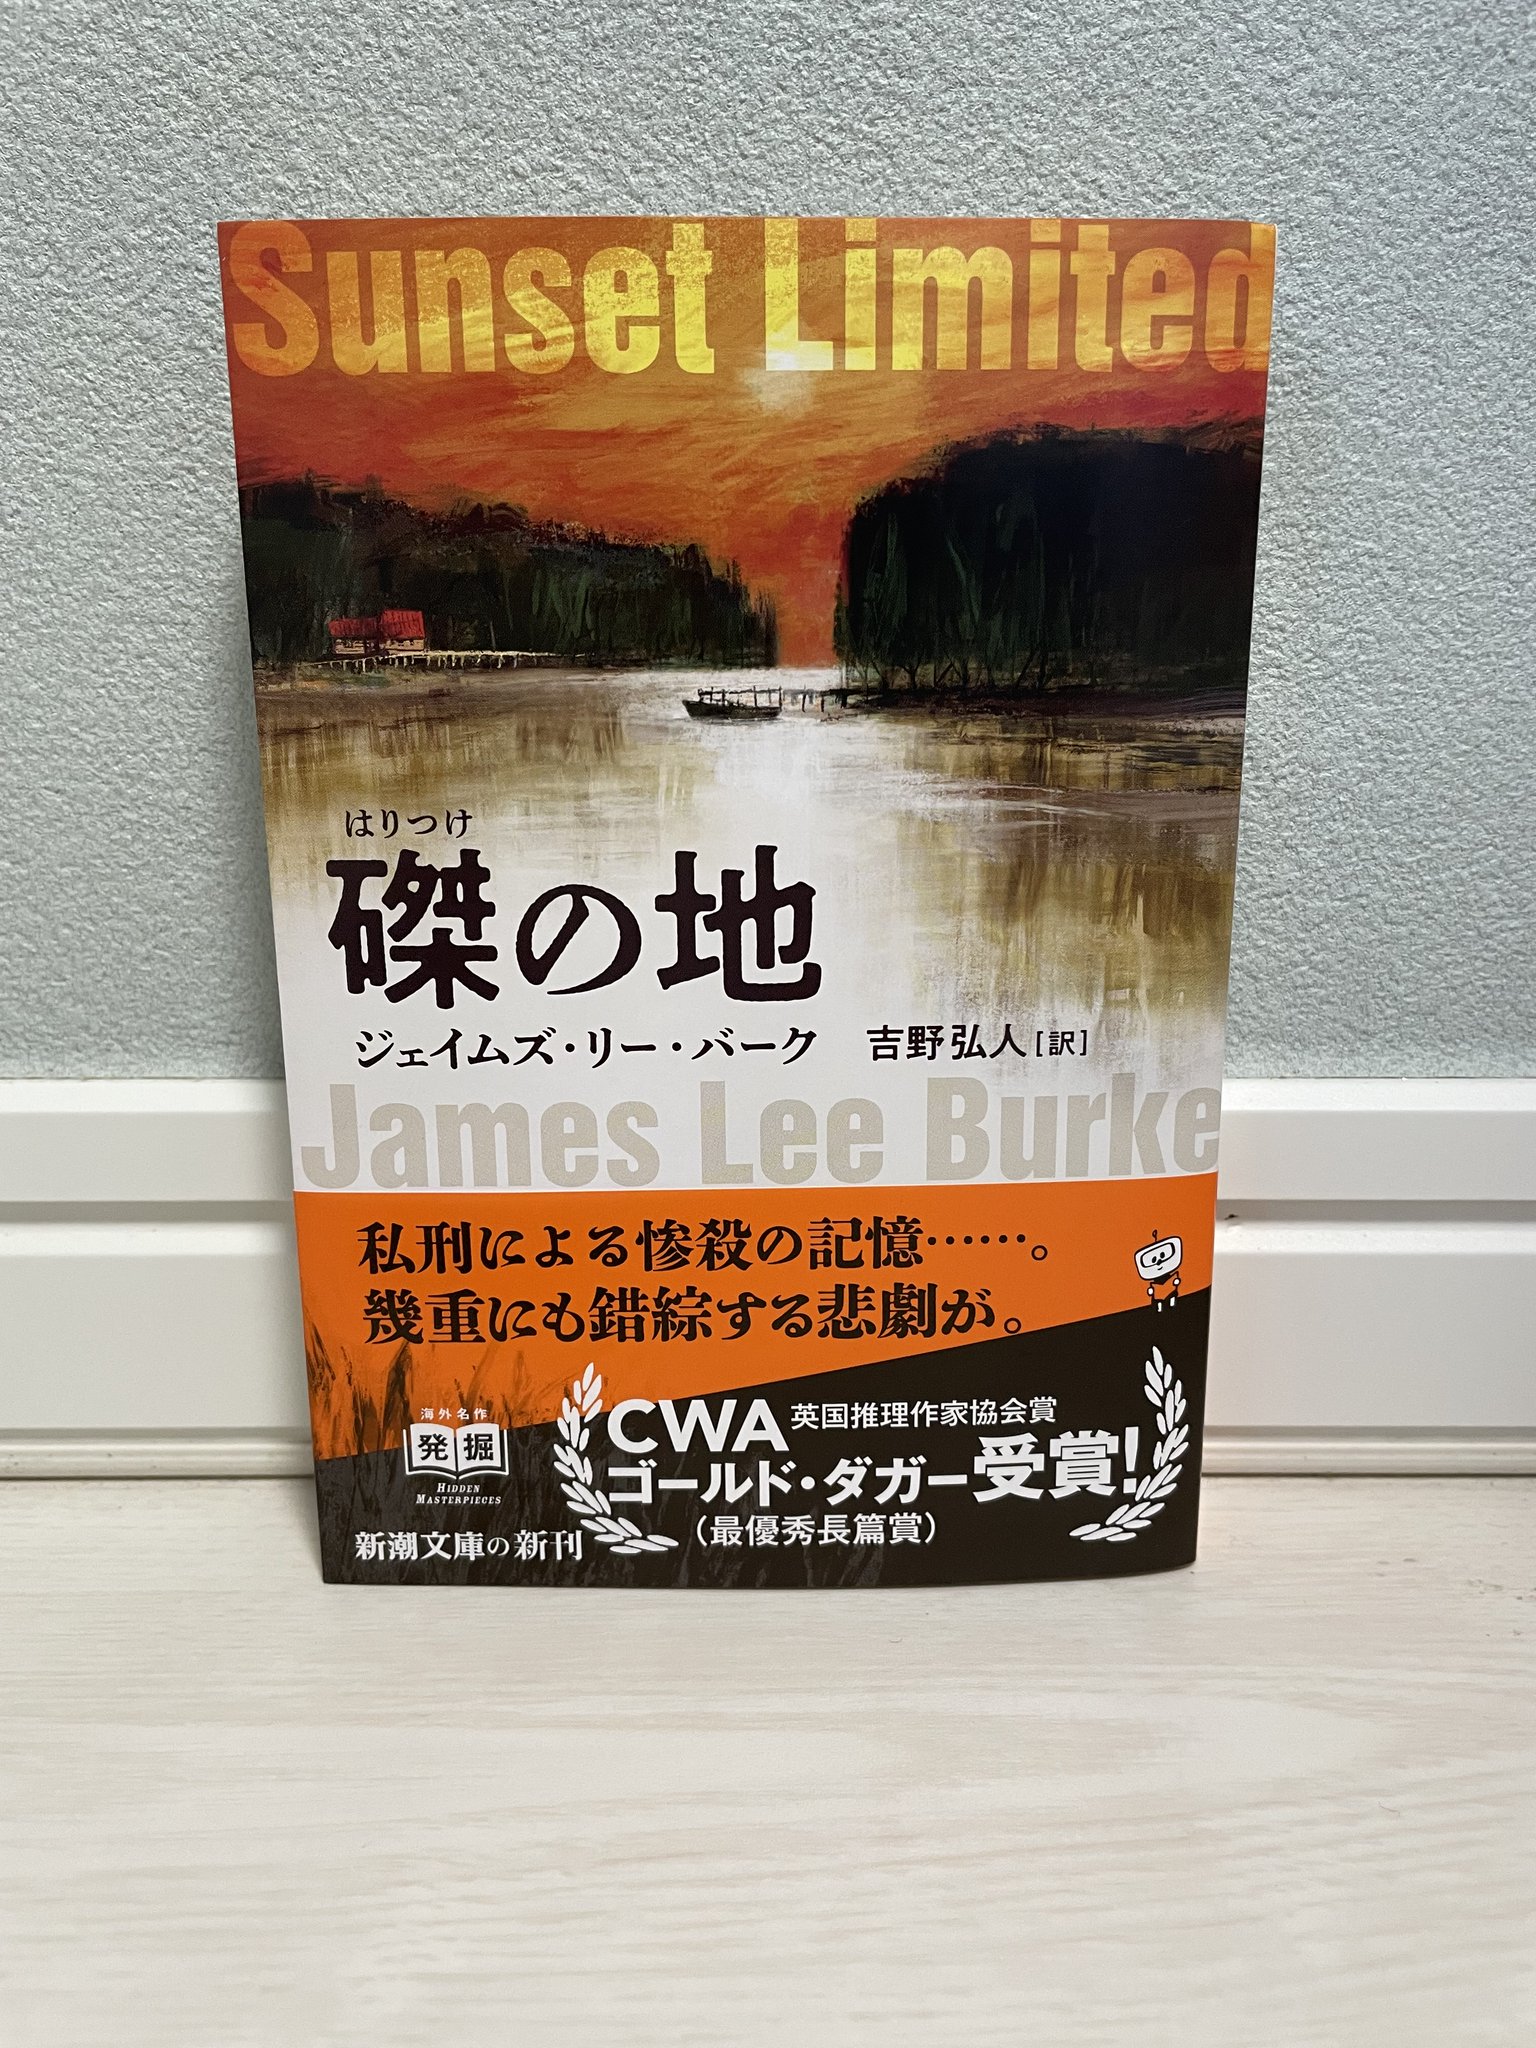 Sunset Limited
はりつけ
磔の地
ジェイムズ・リー・バーク 吉野弘人[訳]
James Lee Burke
私刑による惨殺の記憶……。
幾重にも錯綜する悲劇が。
海外名作
発掘
HIDDEN
MASTERPIECES
新潮文庫の新刊
CWA 英国推理作家協会賞
ゴールド・ダガー受賞!
(最優秀長篇賞)